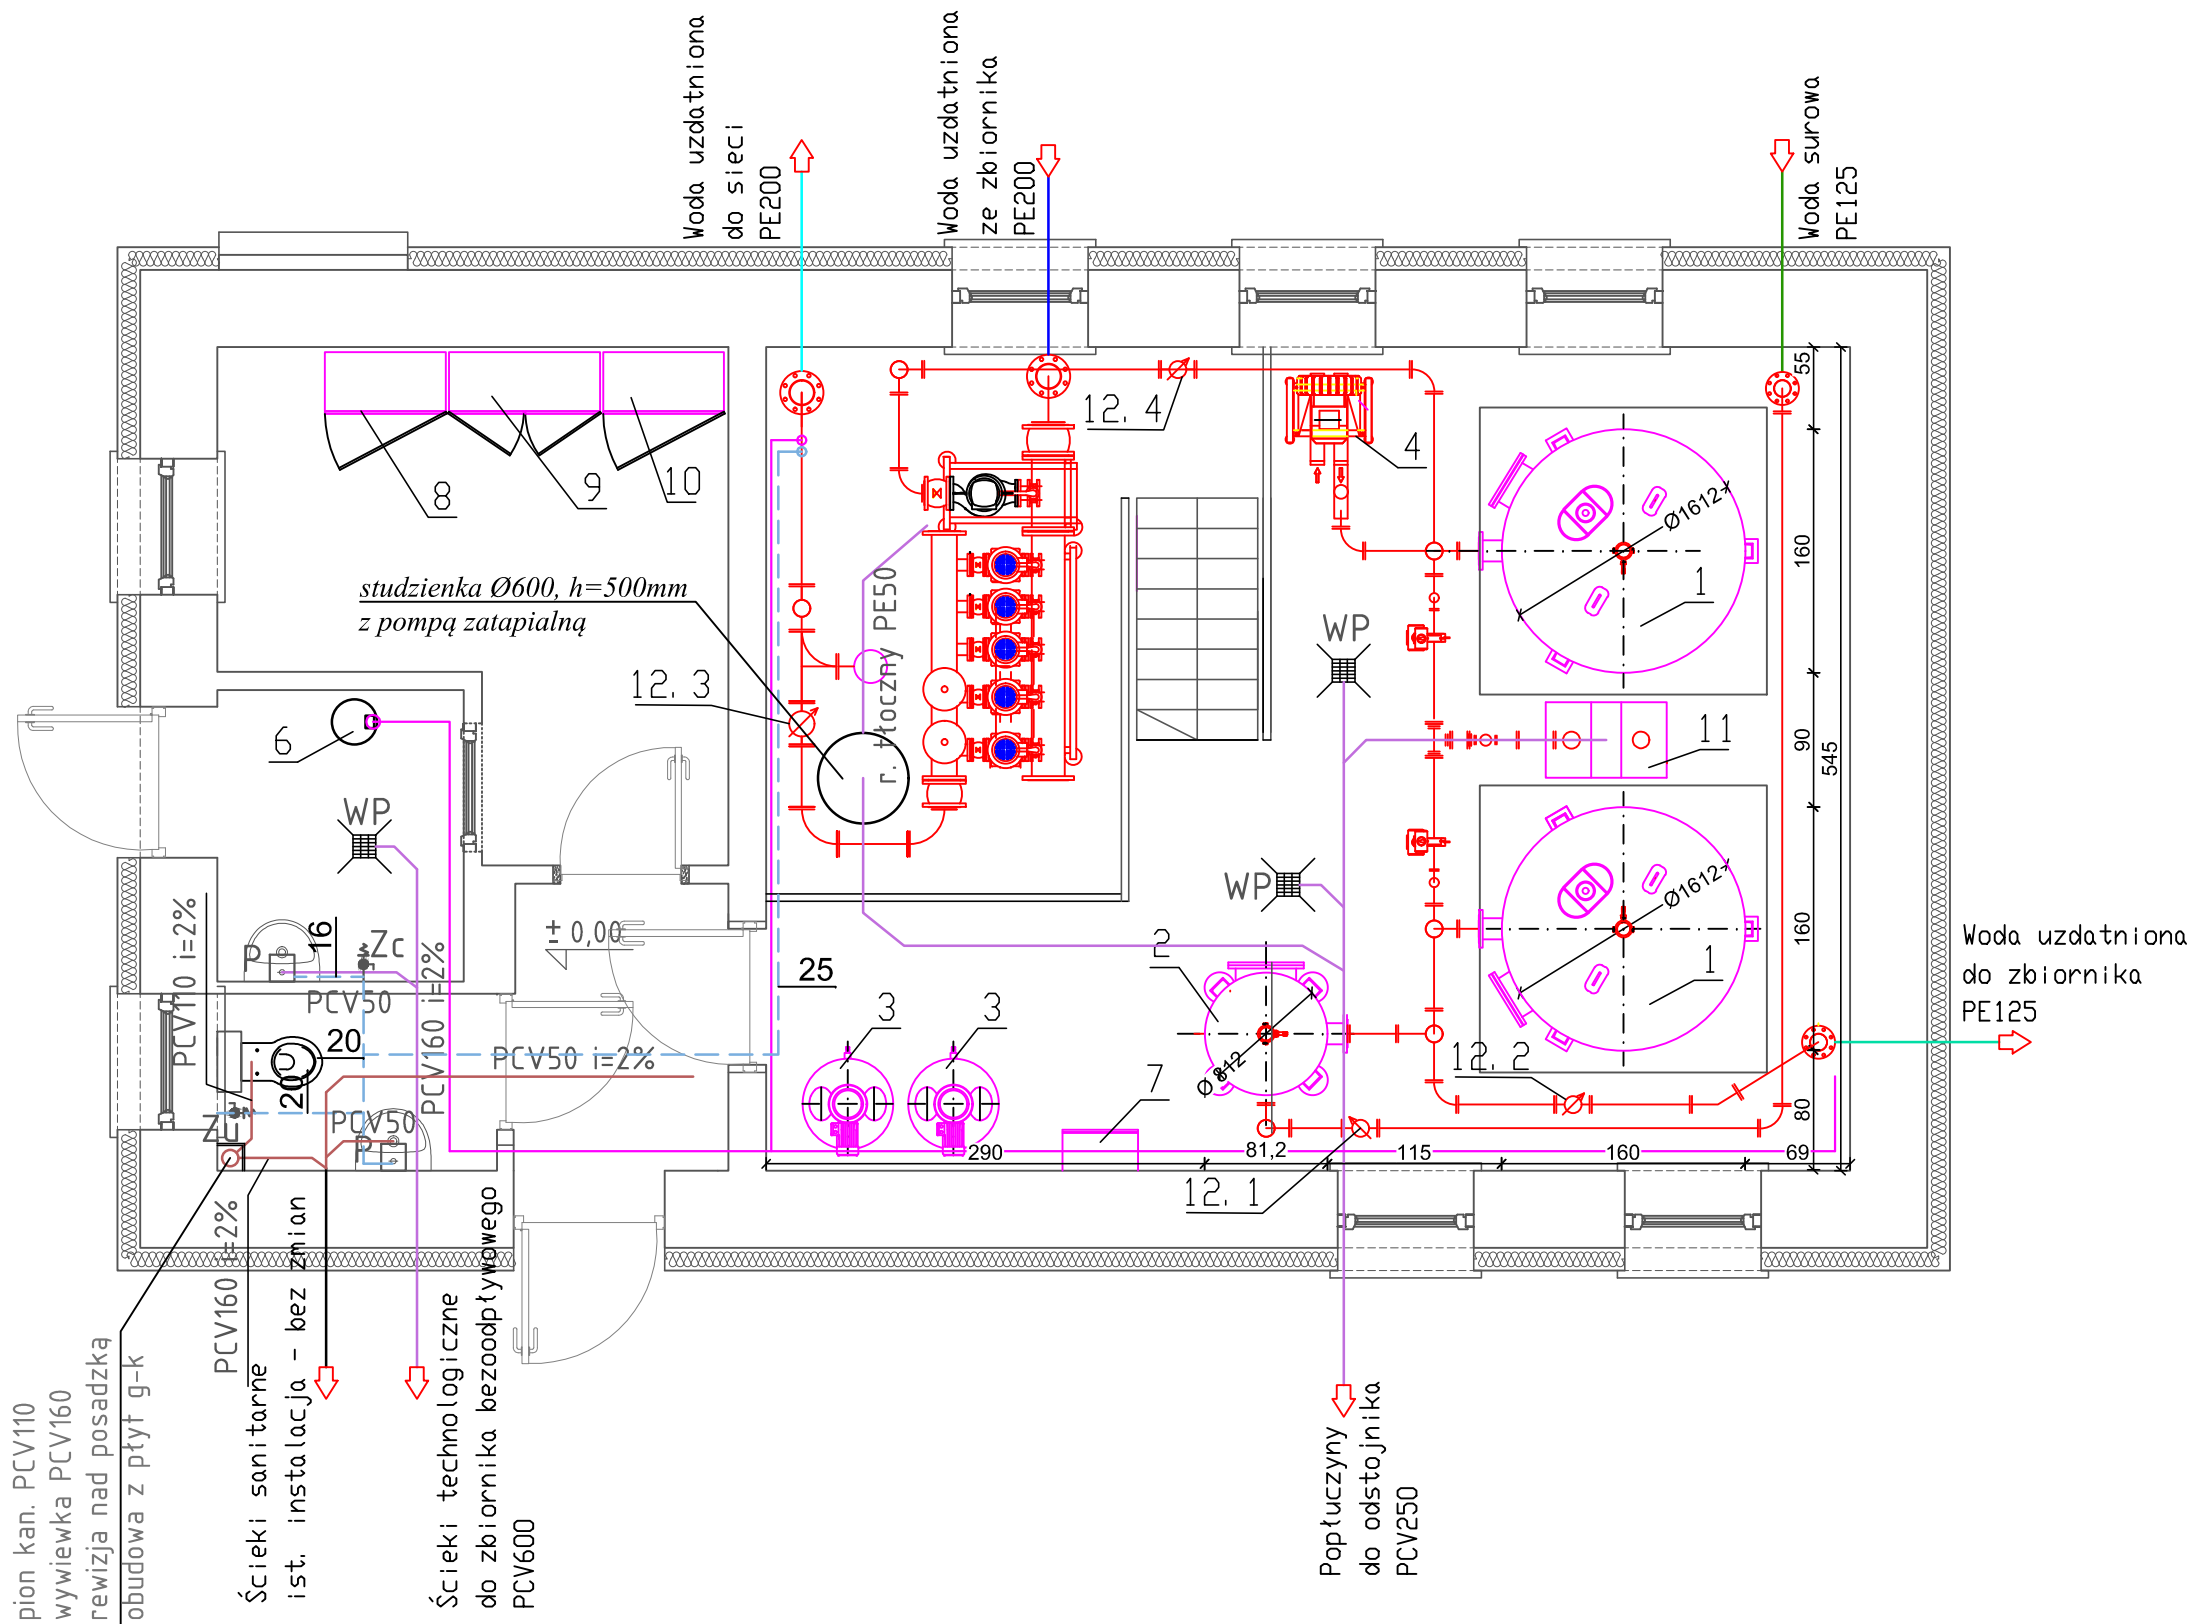 Woda uzdatniona
do sieci
PE200
Woda uzdatniona
ze zbiornika
PE200
Woda surowa
PE125
8
9
10
12.4
4
55
Ø1612
160
1
studzienka Ø600, h=500mm
z pompą zatapialną
r. tłoczny PE50
WP
12.3
6
11
90
545
WP
WP
Ø1612
160
1
PCV110 i=2%
P
16
Zc
PCV50
PCV160 i=2%
± 0,00
25
2
Woda uzdatniona
do zbiornika
PE125
3
3
20
20
PCV50 i=2%
Ø 812
12.2
7
80
Zu
PCV50
P
290
81,2
115
160
69
12.1
PCV160 i=2%
pion kan. PCV110
wywiewka PCV160
rewizja nad posadzką
obudowa z płyt g-k
Ścieki sanitarne
ist. instalacja - bez zmian
Ścieki technologiczne
do zbiornika bezoodpływowego
PCV600
Popłuczyny
do odstojnika
PCV250